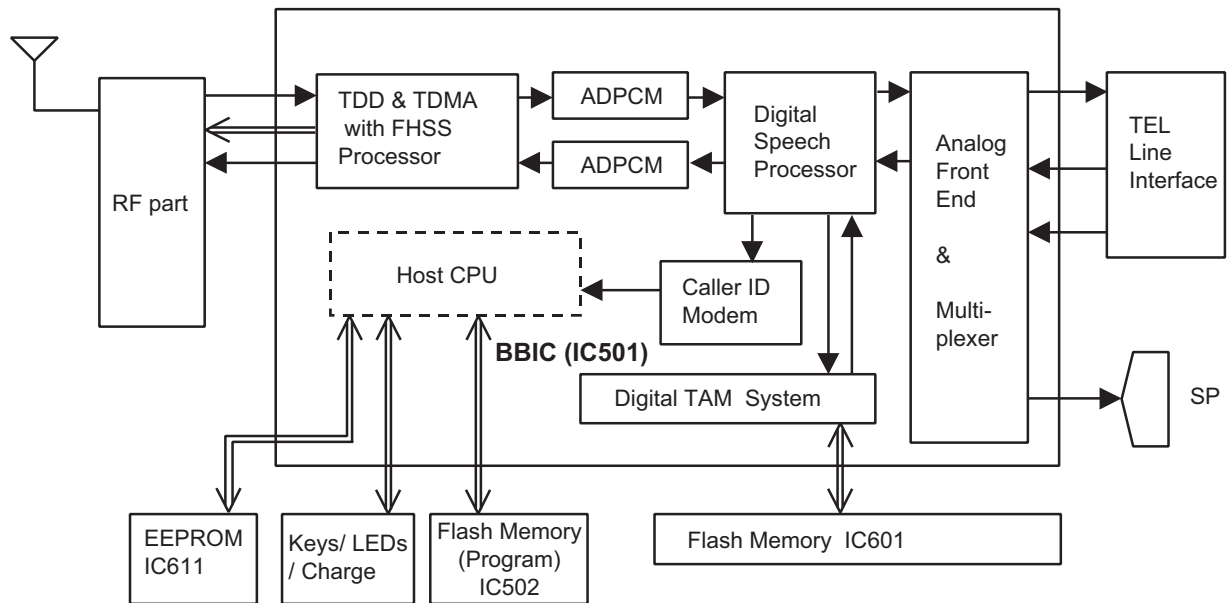 RF part
TDD & TDMA
with FHSS
Processor
ADPCM
ADPCM
Digital
Speech
Processor
Analog
Front
End
&
Multi-
plexer
TEL
Line
Interface
Host CPU
Caller ID
Modem
BBIC (IC501)
Digital TAM System
SP
EEPROM
IC611
Keys/ LEDs
/ Charge
Flash Memory
(Program)
IC502
Flash Memory IC601